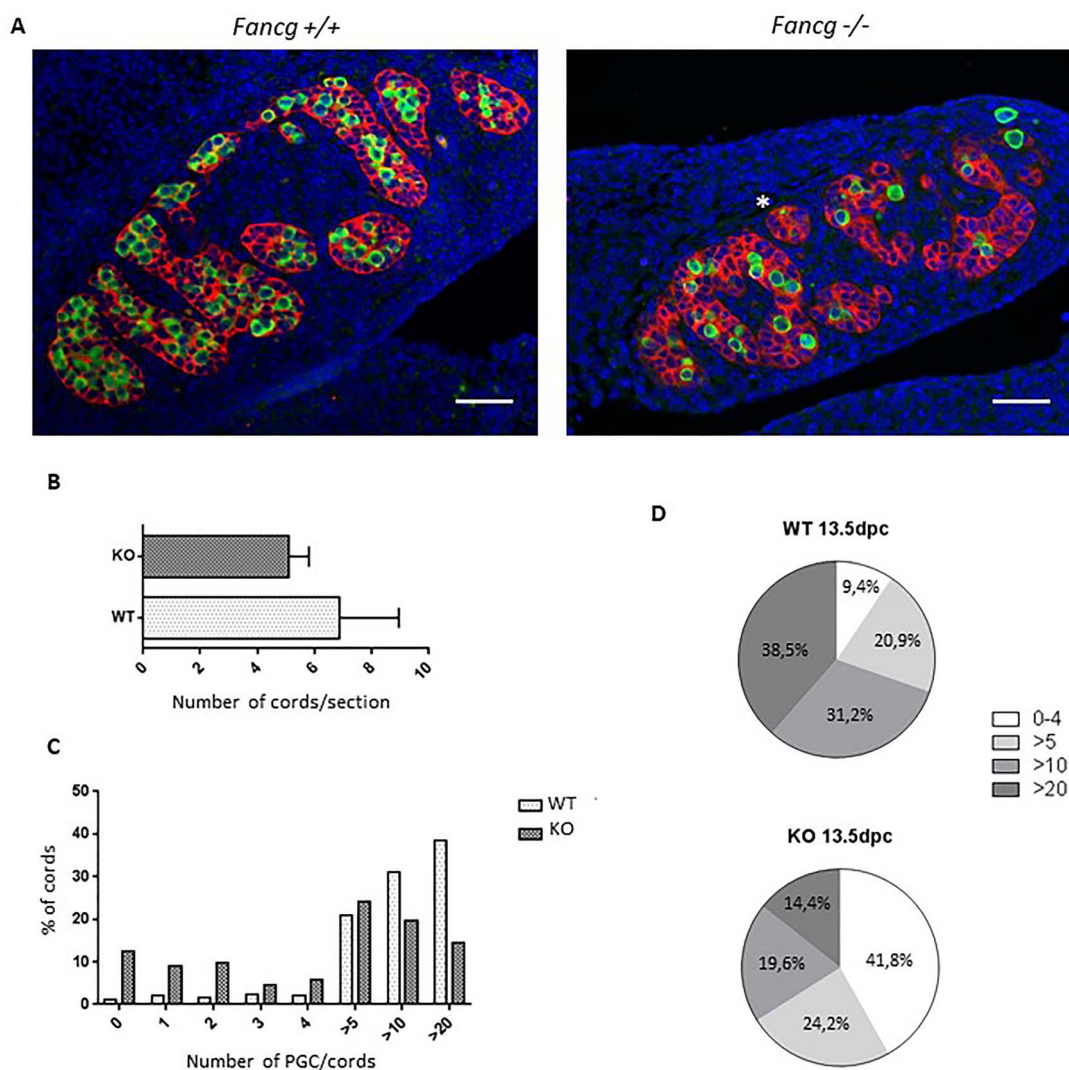 A
Fancg +/+
Fancg -/-
*
B
KO
WT
0 2 4 6 8 10
Number of cords/section
C
50
40
30
20
10
0
% of cords
0 1 2 3 4 >5 >10 >20
Number of PGC/cords
WT
KO
D
WT 13.5dpc
9,4%
20,9%
31,2%
38,5%
0-4
>5
>10
>20
KO 13.5dpc
14,4%
41,8%
19,6%
24,2%